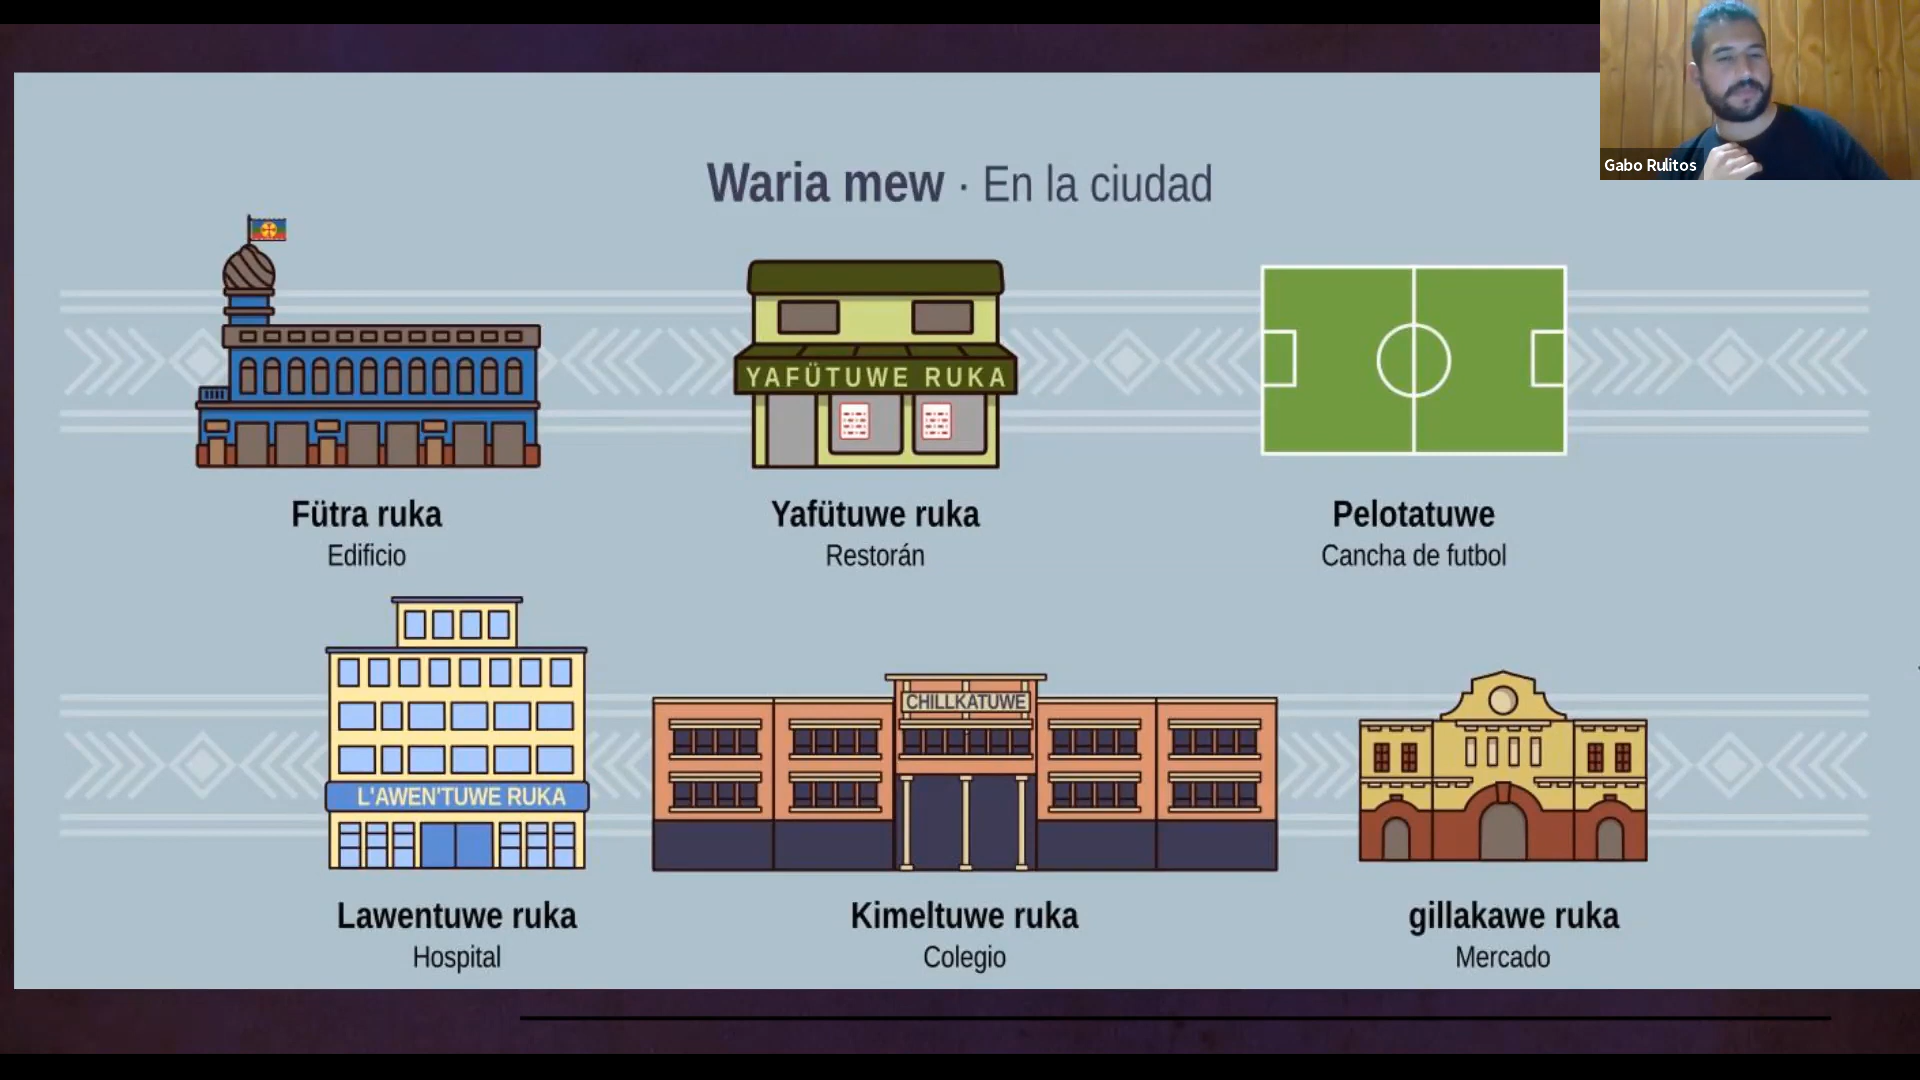 Gabo Rulitos
Waria mew · En la ciudad
YAFÜTUWE RUKA
Fütra ruka
Edificio
Yafütuwe ruka
Restorán
Pelotatuwe
Cancha de futbol
L'AWEN'TUWE RUKA
CHILLKATUWE
Lawentuwe ruka
Hospital
Kimeltuwe ruka
Colegio
gillakawe ruka
Mercado